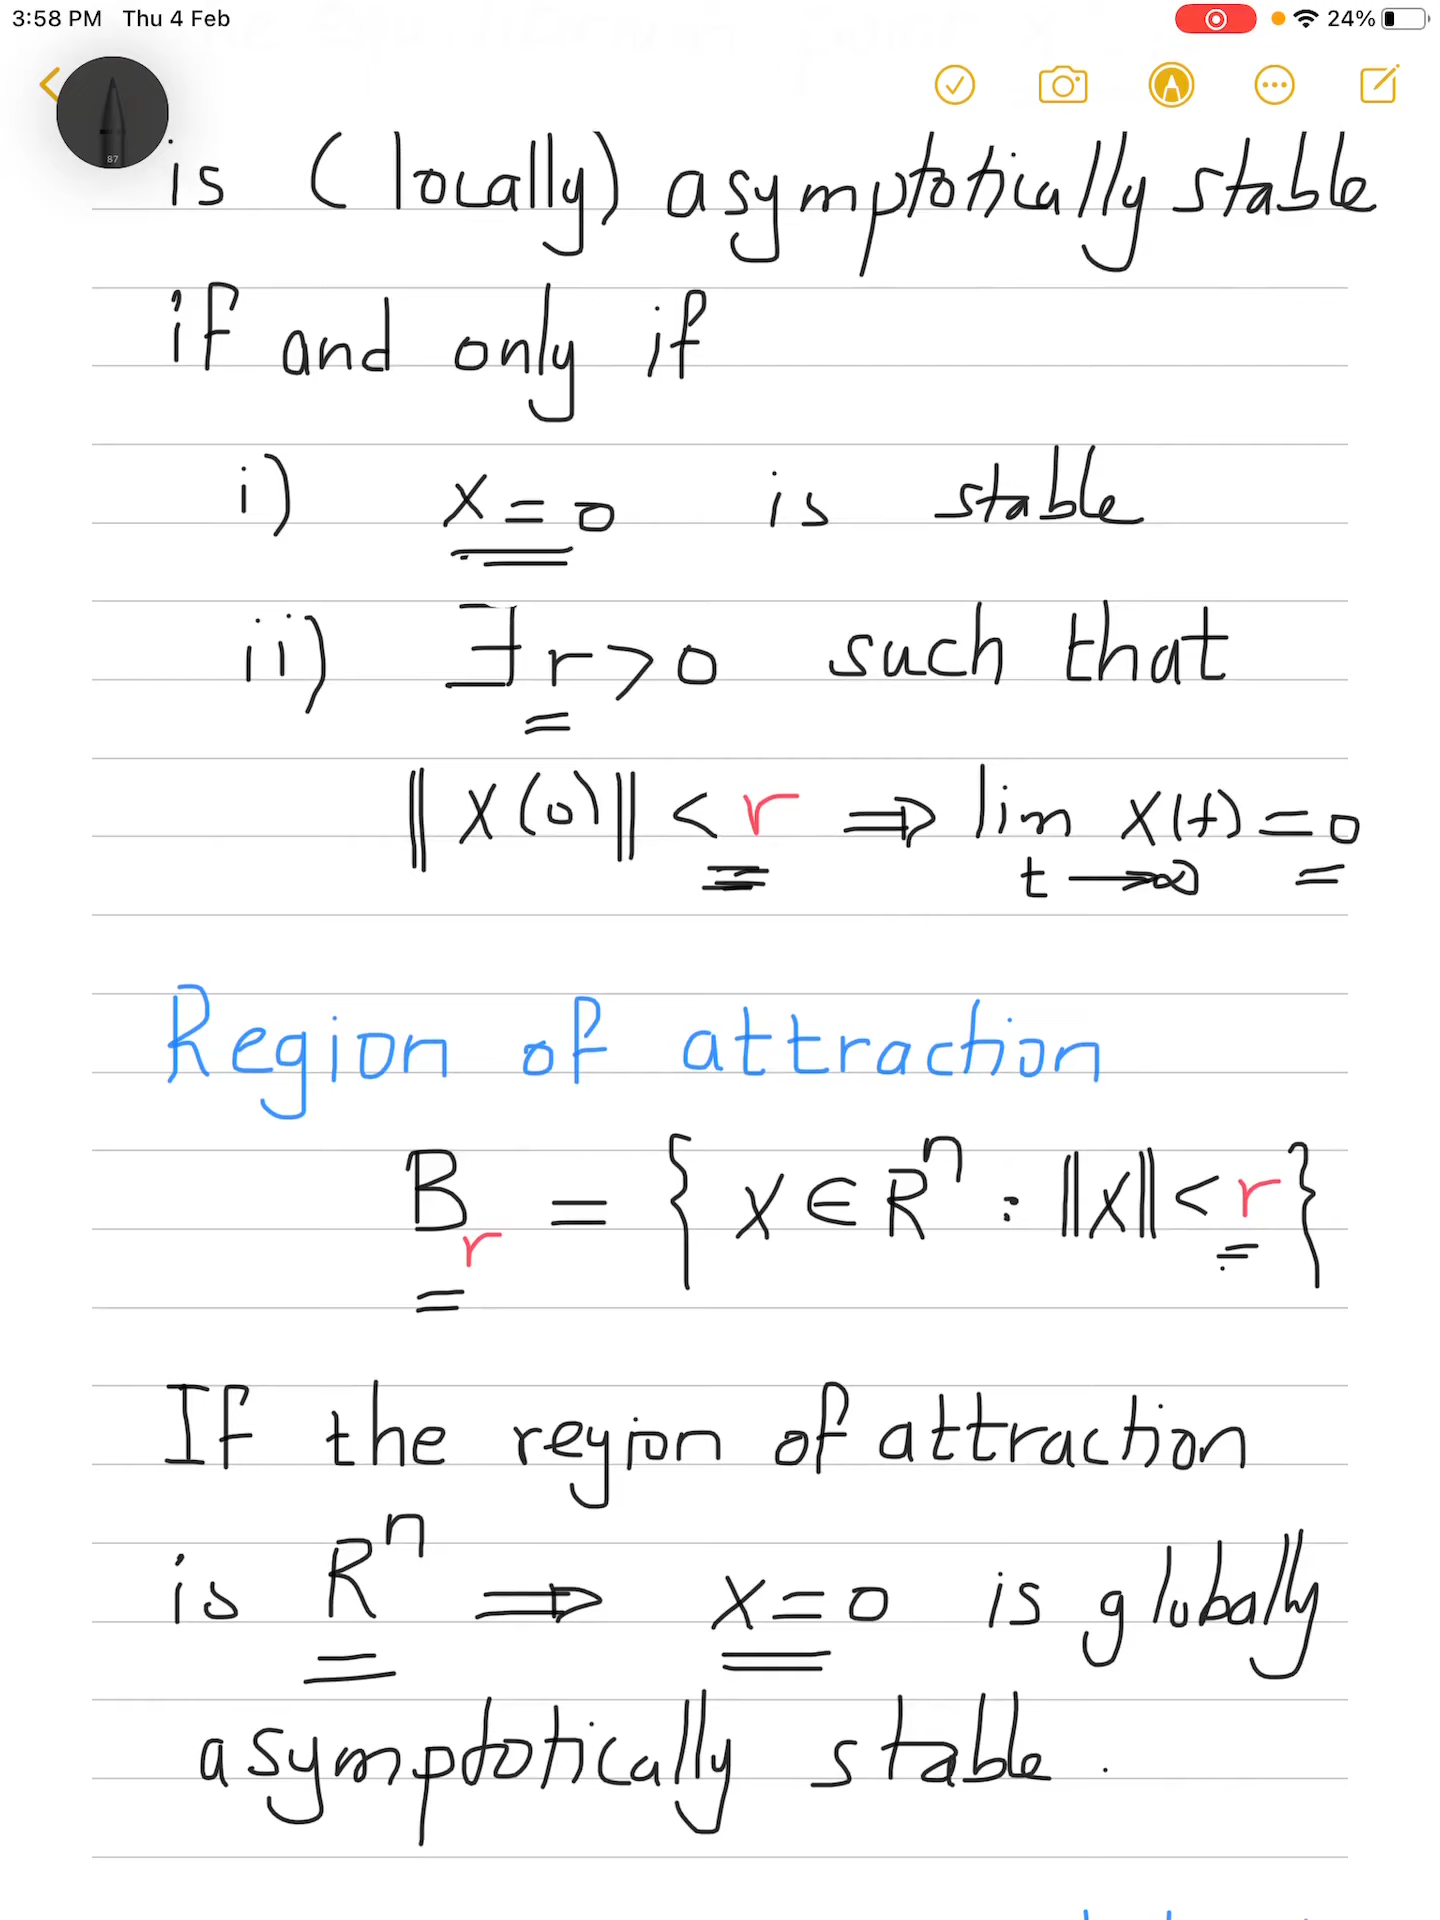 3:58 PM Thu 4 Feb 24%
87
is (locally) asymptotically stable
if and only if
i) x = 0 is stable
ii) ∃ r > 0 such that
‖x(0)‖ < r ⟹ lim x(t) = 0
t → ∞
Region of attraction
B_r = { x ∈ R^n : ‖x‖ < r }
If the region of attraction
is R^n ⟹ x = 0 is globally
asymptotically stable.